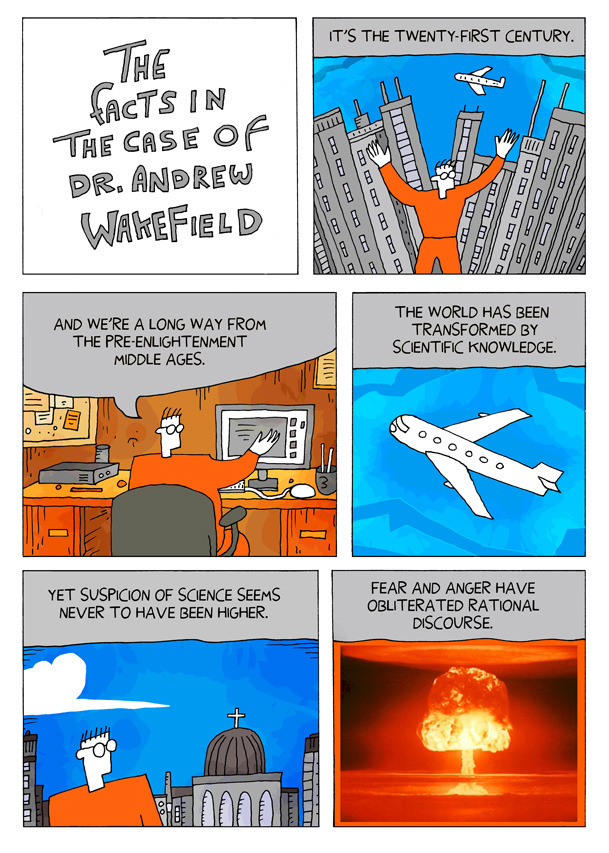 THE
FACTS IN
THE CASE OF
DR. ANDREW
WAKEFIELD
IT'S THE TWENTY-FIRST CENTURY.
AND WE'RE A LONG WAY FROM
THE PRE-ENLIGHTENMENT
MIDDLE AGES.
THE WORLD HAS BEEN
TRANSFORMED BY
SCIENTIFIC KNOWLEDGE.
YET SUSPICION OF SCIENCE SEEMS
NEVER TO HAVE BEEN HIGHER.
FEAR AND ANGER HAVE
OBLITERATED RATIONAL
DISCOURSE.